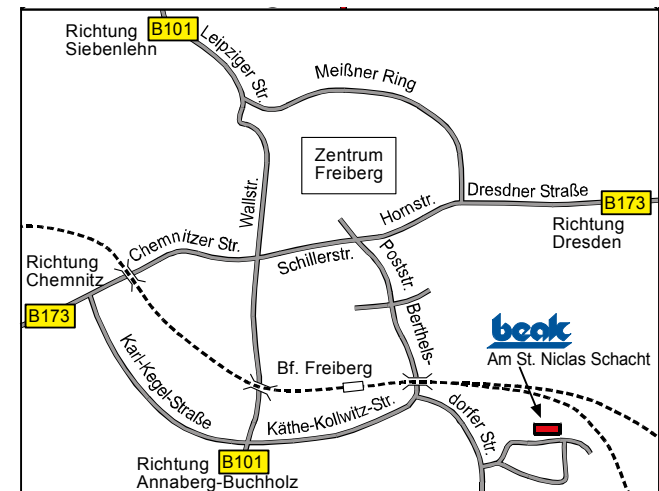 Richtung
Siebenlehn
B101
Leipziger Str.
Meißner Ring
Zentrum
Freiberg
Wallstr.
Dresdner Straße
B173
Hornstr.
Richtung
Dresden
Chemnitzer Str.
Schillerstr.
Poststr.
Richtung
Chemnitz
B173
Berthels-
beak
Am St. Niclas Schacht
Karl-Kegel-Straße
Bf. Freiberg
Käthe-Kollwitz-Str.
dorfer Str.
Richtung
B101
Annaberg-Buchholz